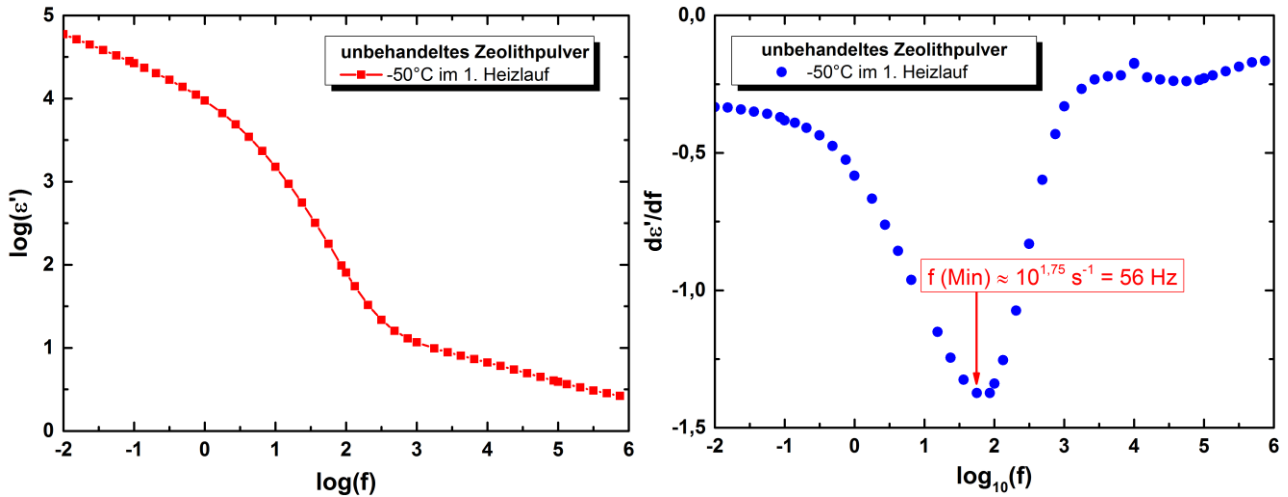 unbehandeltes Zeolithpulver
-50°C im 1. Heizlauf
log(ε')
5
4
3
2
1
0
-2 -1 0 1 2 3 4 5 6
log(f)
unbehandeltes Zeolithpulver
-50°C im 1. Heizlauf
f (Min) ≈ 10^1,75 s^-1 = 56 Hz
dε'/df
0,0
-0,5
-1,0
-1,5
-2 -1 0 1 2 3 4 5 6
log₁₀(f)